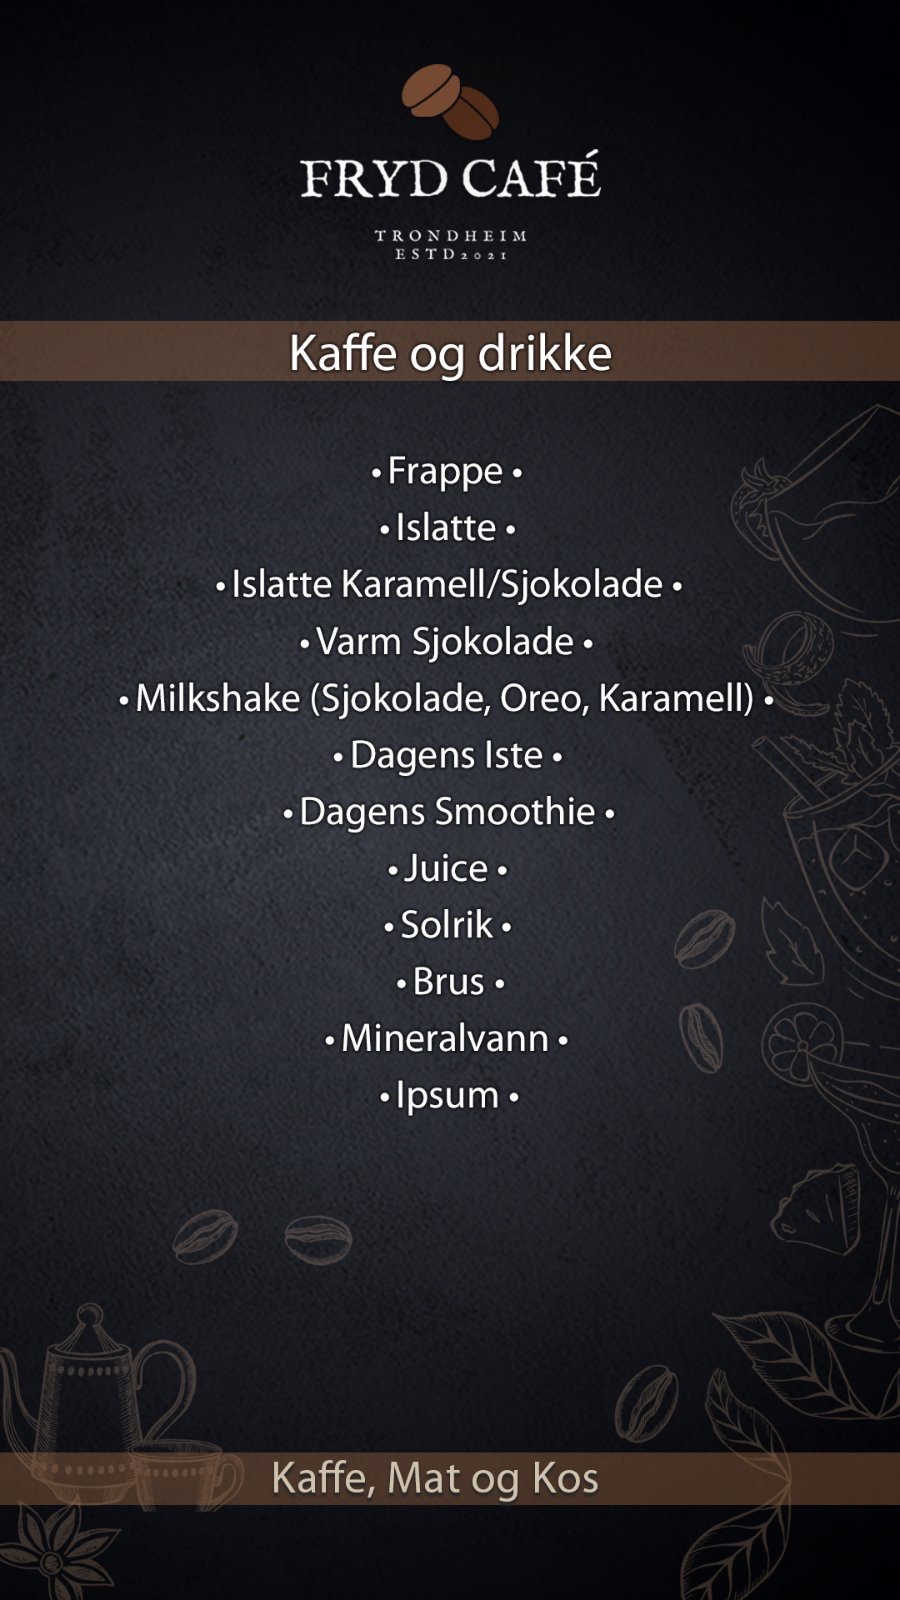 FRYD CAFÉ
TRONDHEIM
ESTD2021
Kaffe og drikke
• Frappe •
• Islatte •
• Islatte Karamell/Sjokolade •
• Varm Sjokolade •
• Milkshake (Sjokolade, Oreo, Karamell) •
• Dagens Iste •
• Dagens Smoothie •
• Juice •
• Solrik •
• Brus •
• Mineralvann •
• Ipsum •
Kaffe, Mat og Kos